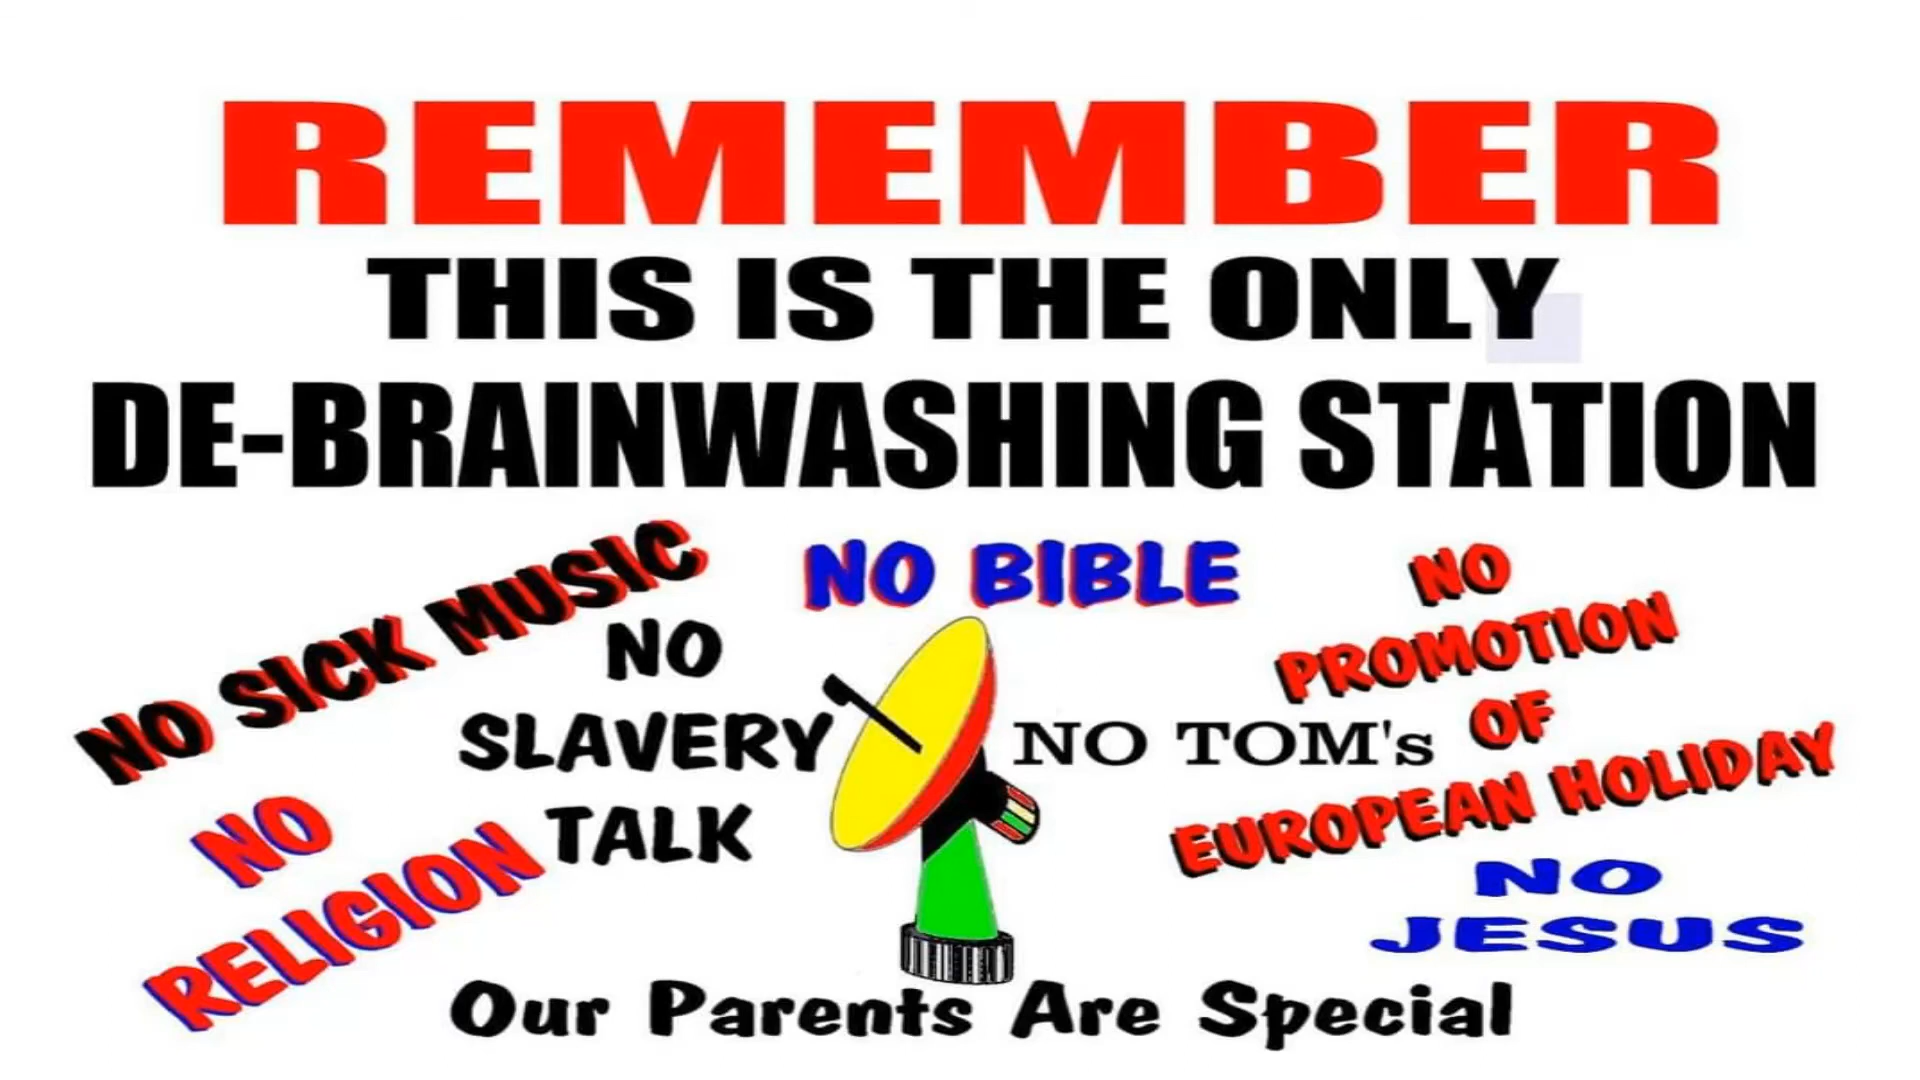 REMEMBER
THIS IS THE ONLY
DE-BRAINWASHING STATION
NO SICK MUSIC
NO BIBLE
NO
PROMOTION
OF
EUROPEAN HOLIDAY
NO
SLAVERY
TALK
NO TOM's
NO
RELIGION
NO
JESUS
Our Parents Are Special